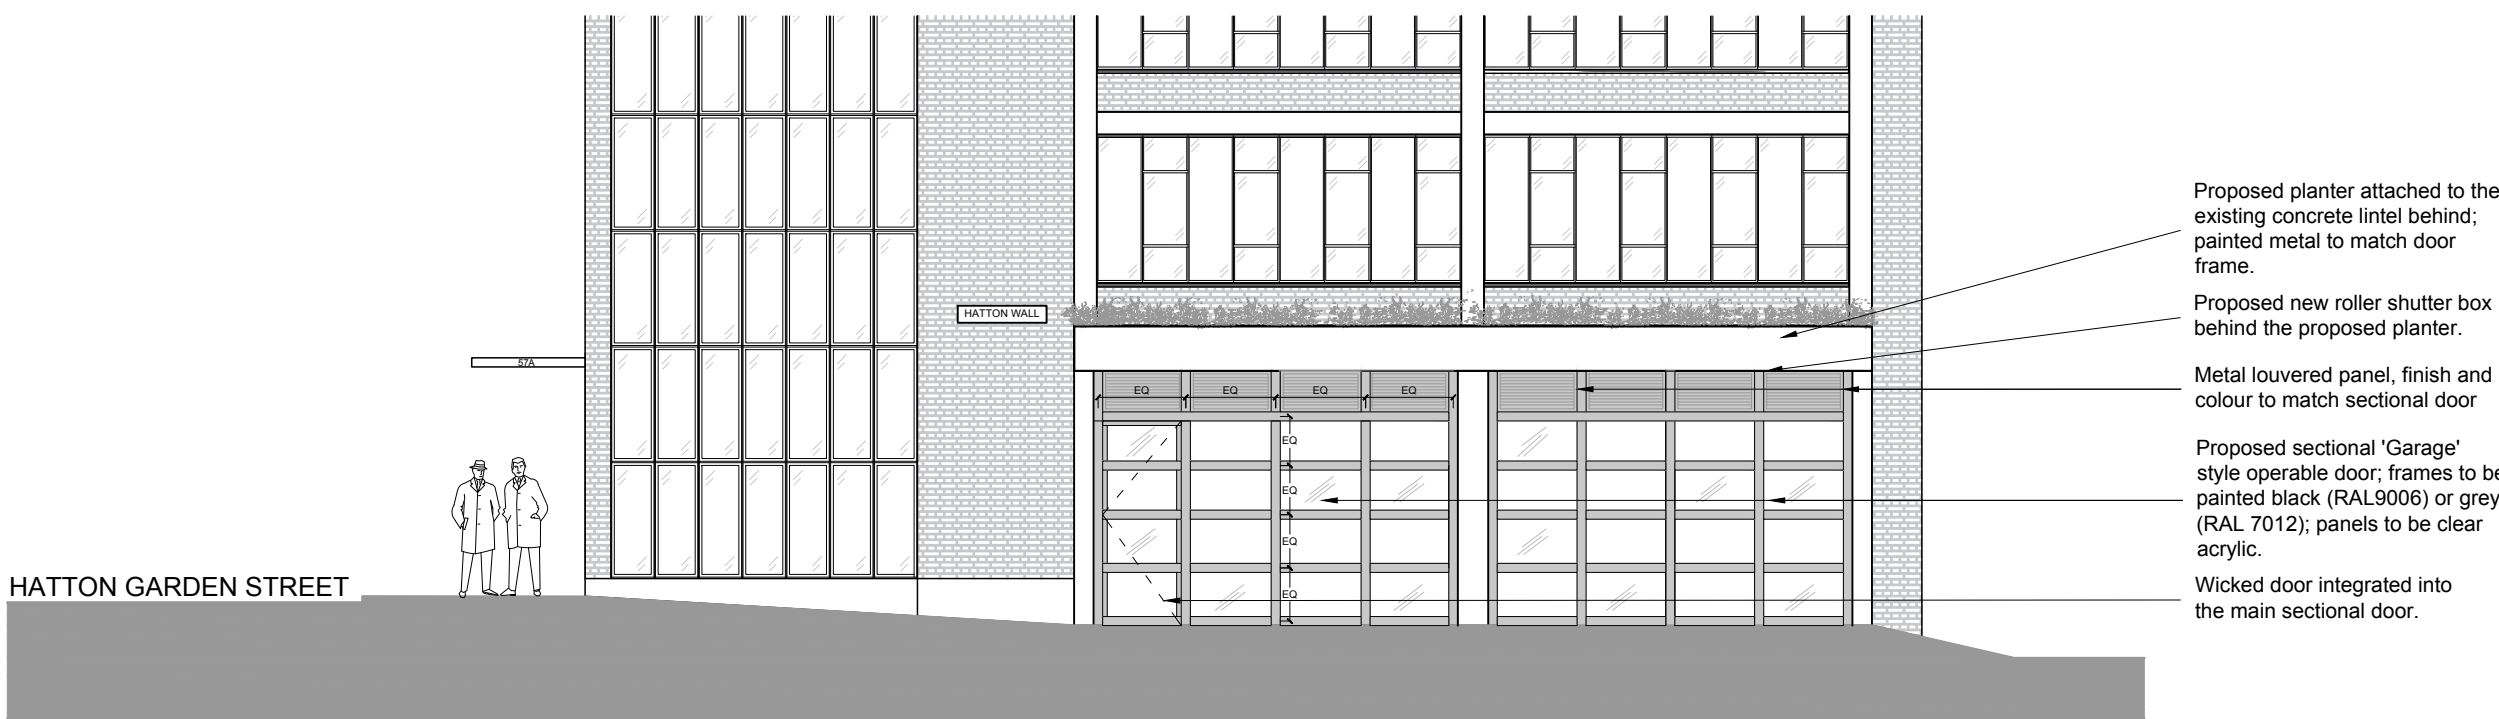 Proposed planter attached to the
existing concrete lintel behind;
painted metal to match door
frame.
HATTON WALL
Proposed new roller shutter box
behind the proposed planter.
57A
Metal louvered panel, finish and
colour to match sectional door
EQ EQ EQ EQ
EQ
EQ
EQ
EQ
Proposed sectional 'Garage'
style operable door; frames to be
painted black (RAL9006) or grey
(RAL 7012); panels to be clear
acrylic.
HATTON GARDEN STREET
Wicked door integrated into
the main sectional door.